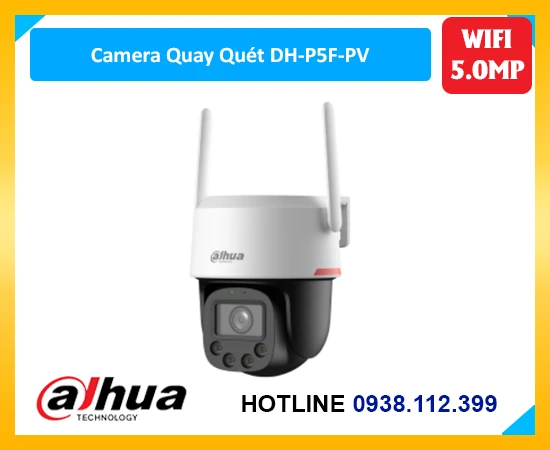 Camera Quay Quét DH-P5F-PV
WIFI
5.0MP
alhua
alhua
TECHNOLOGY
HOTLINE 0938.112.399